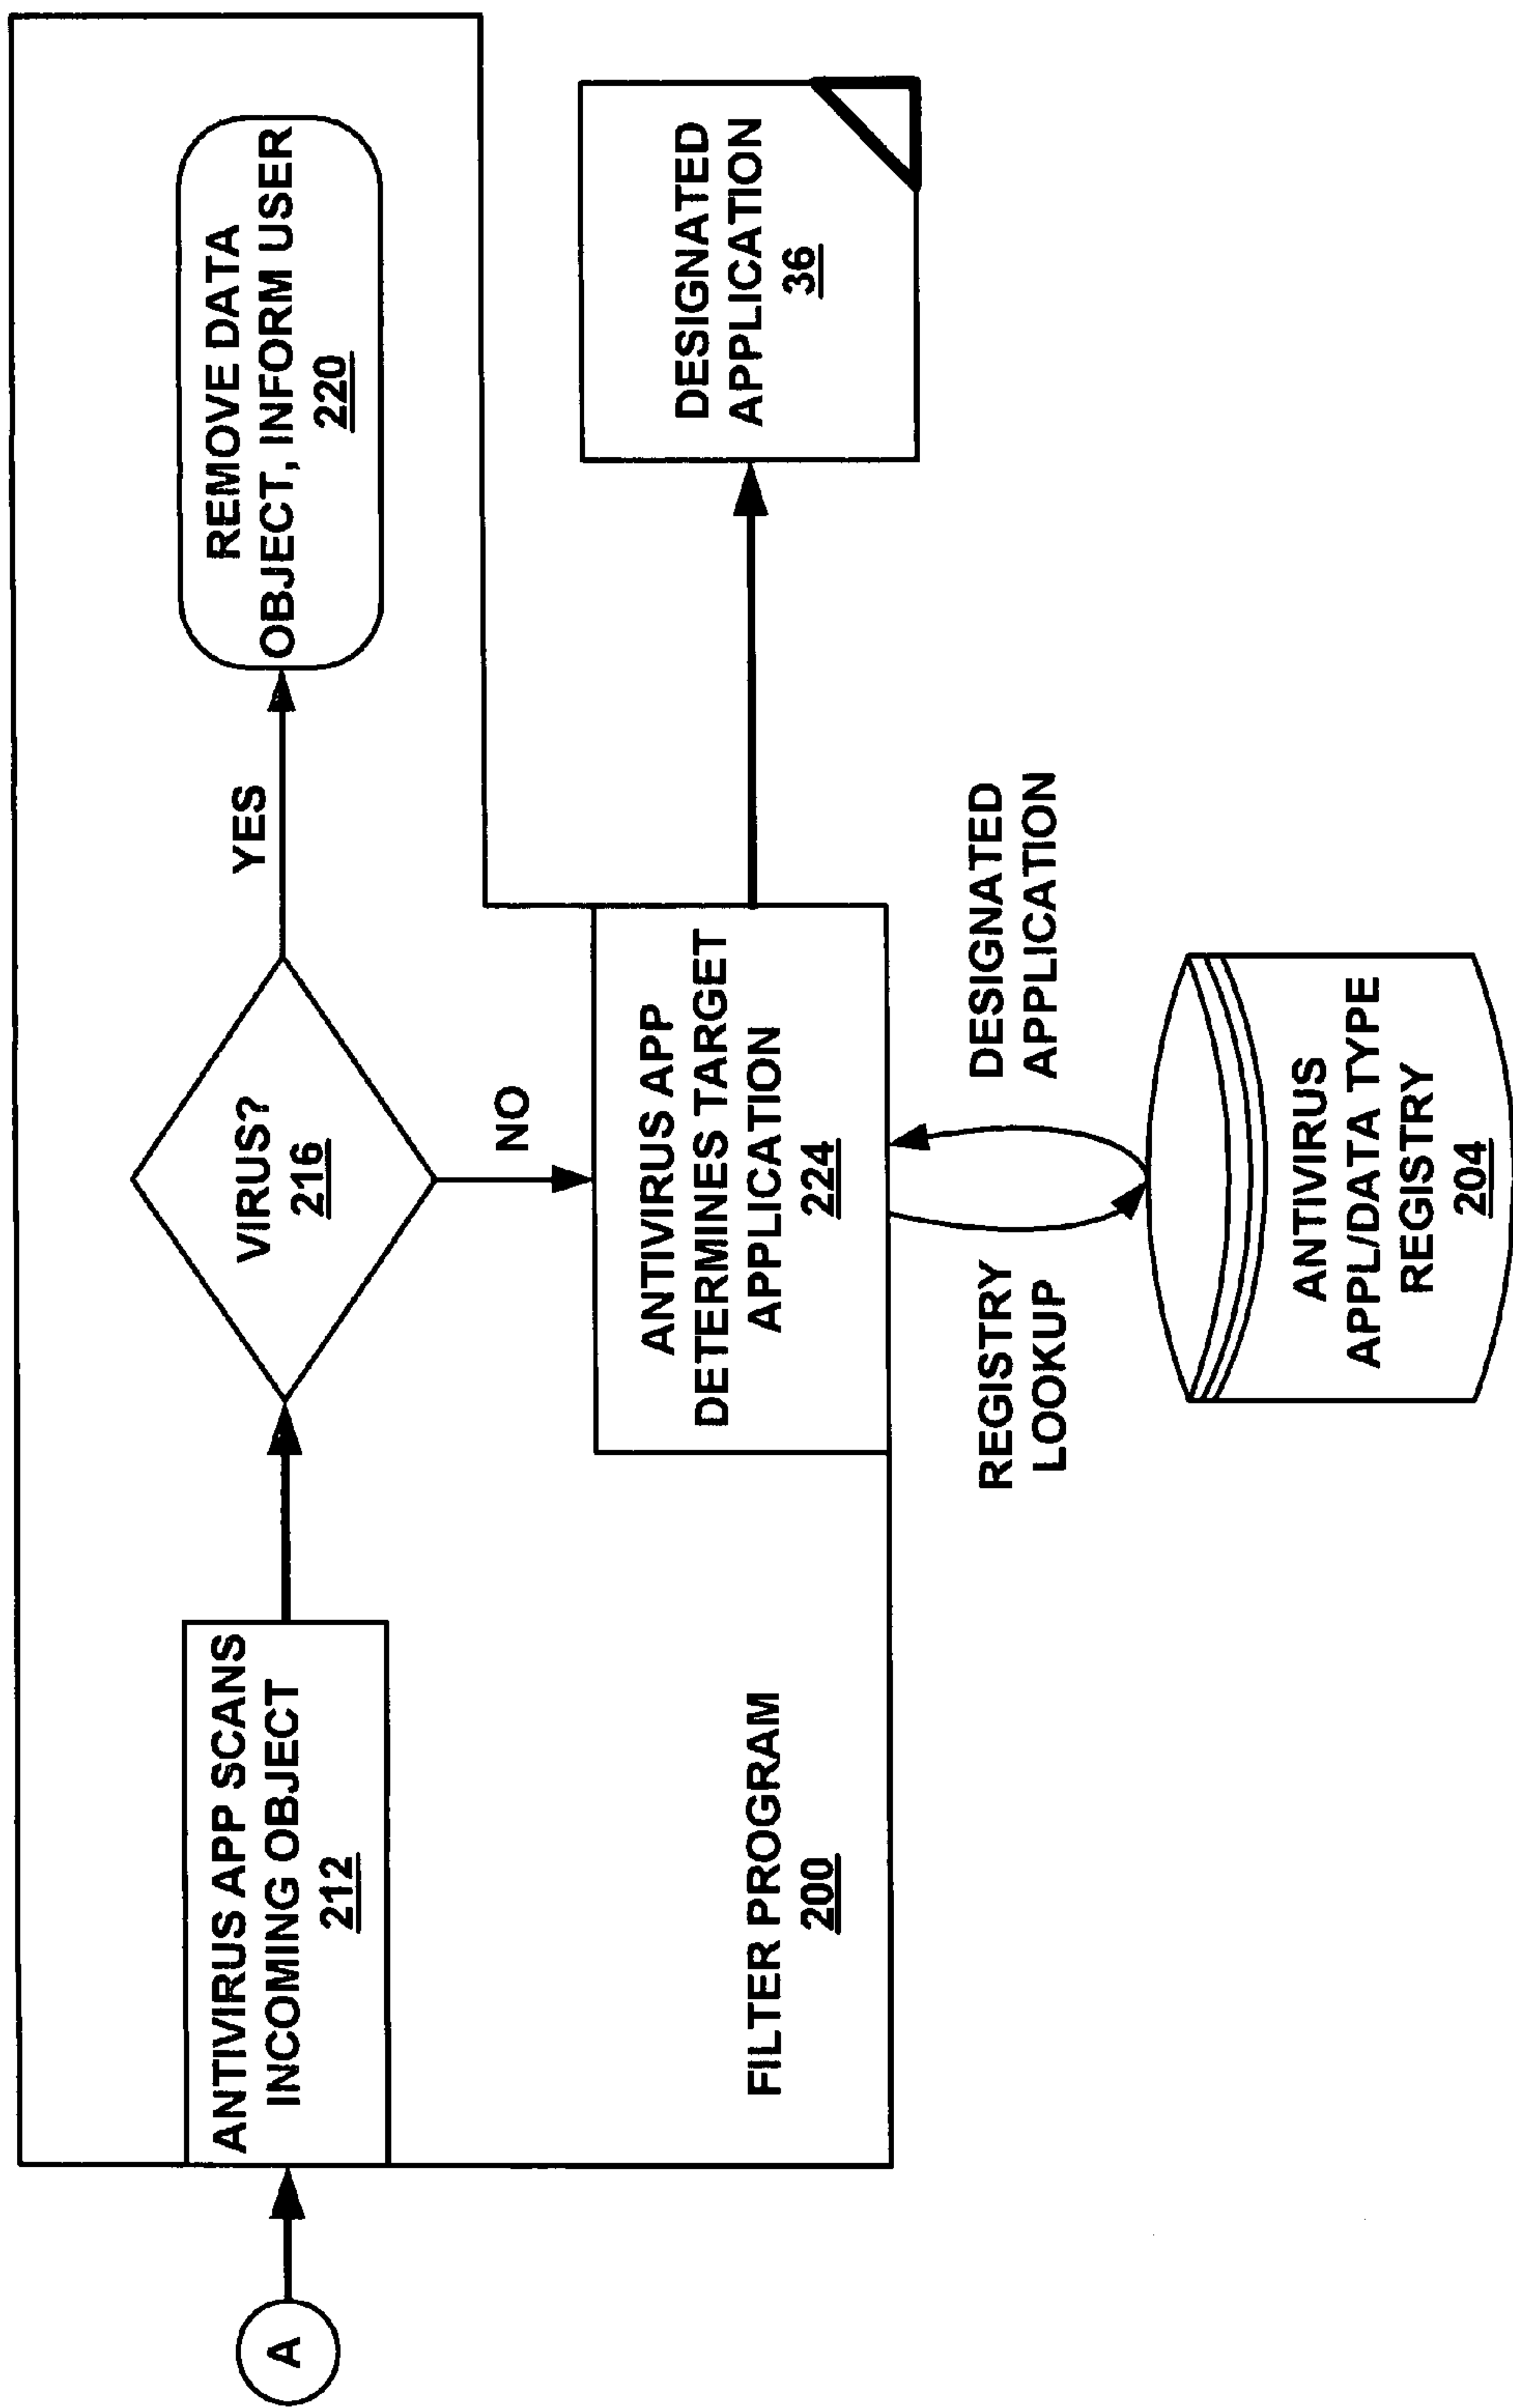 A
ANTIVIRUS APP SCANS
INCOMING OBJECT
212
VIRUS?
216
YES
REMOVE DATA
OBJECT, INFORM USER
220
NO
FILTER PROGRAM
200
ANTIVIRUS APP
DETERMINES TARGET
APPLICATION
224
DESIGNATED
APPLICATION
36
REGISTRY
LOOKUP
DESIGNATED
APPLICATION
ANTIVIRUS
APPL/DATA TYPE
REGISTRY
204